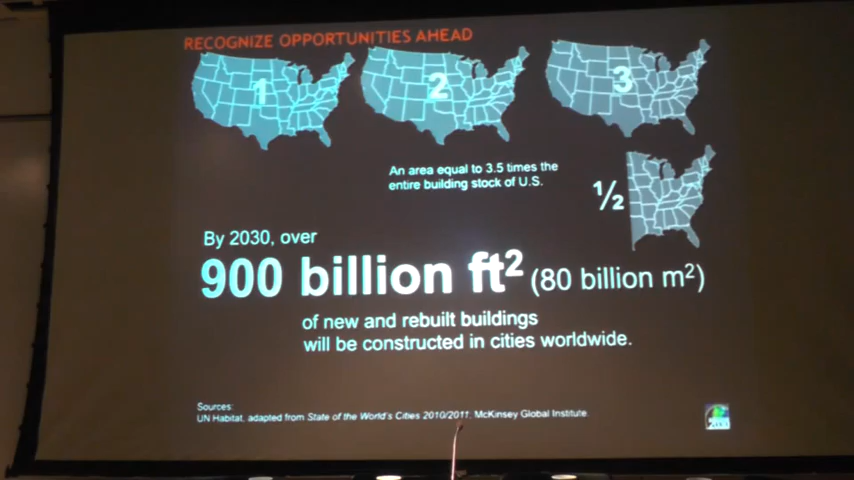 RECOGNIZE OPPORTUNITIES AHEAD
1 2 3
An area equal to 3.5 times the
entire building stock of U.S.
½
By 2030, over
900 billion ft² (80 billion m²)
of new and rebuilt buildings
will be constructed in cities worldwide.
Sources:
UN Habitat, adapted from State of the World's Cities 2010/2011, McKinsey Global Institute.
2030